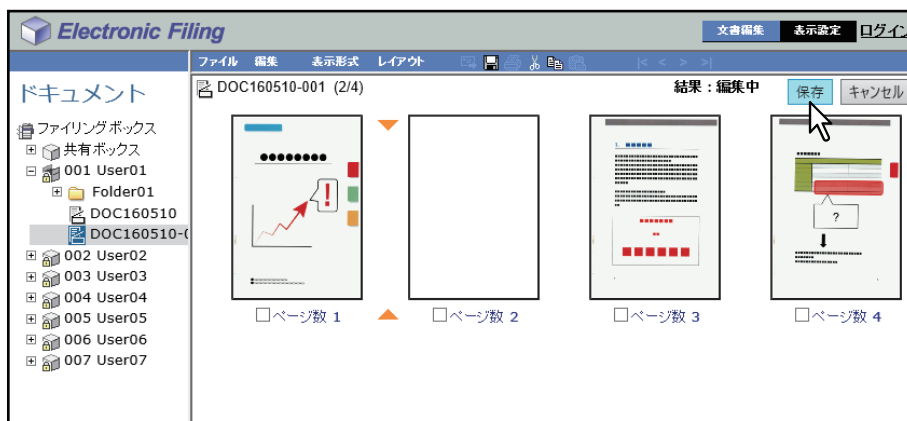 Electronic Filing
文書編集 表示設定 ログイン
ファイル 編集 表示形式 レイアウト |< < > >|
ドキュメント
ファイリングボックス
共有ボックス
001 User01
Folder01
DOC160510
DOC160510-0
002 User02
003 User03
004 User04
005 User05
006 User06
007 User07
DOC160510-001 (2/4) 結果：編集中 保存 キャンセル
!
1.
?
ページ数 1 ページ数 2 ページ数 3 ページ数 4